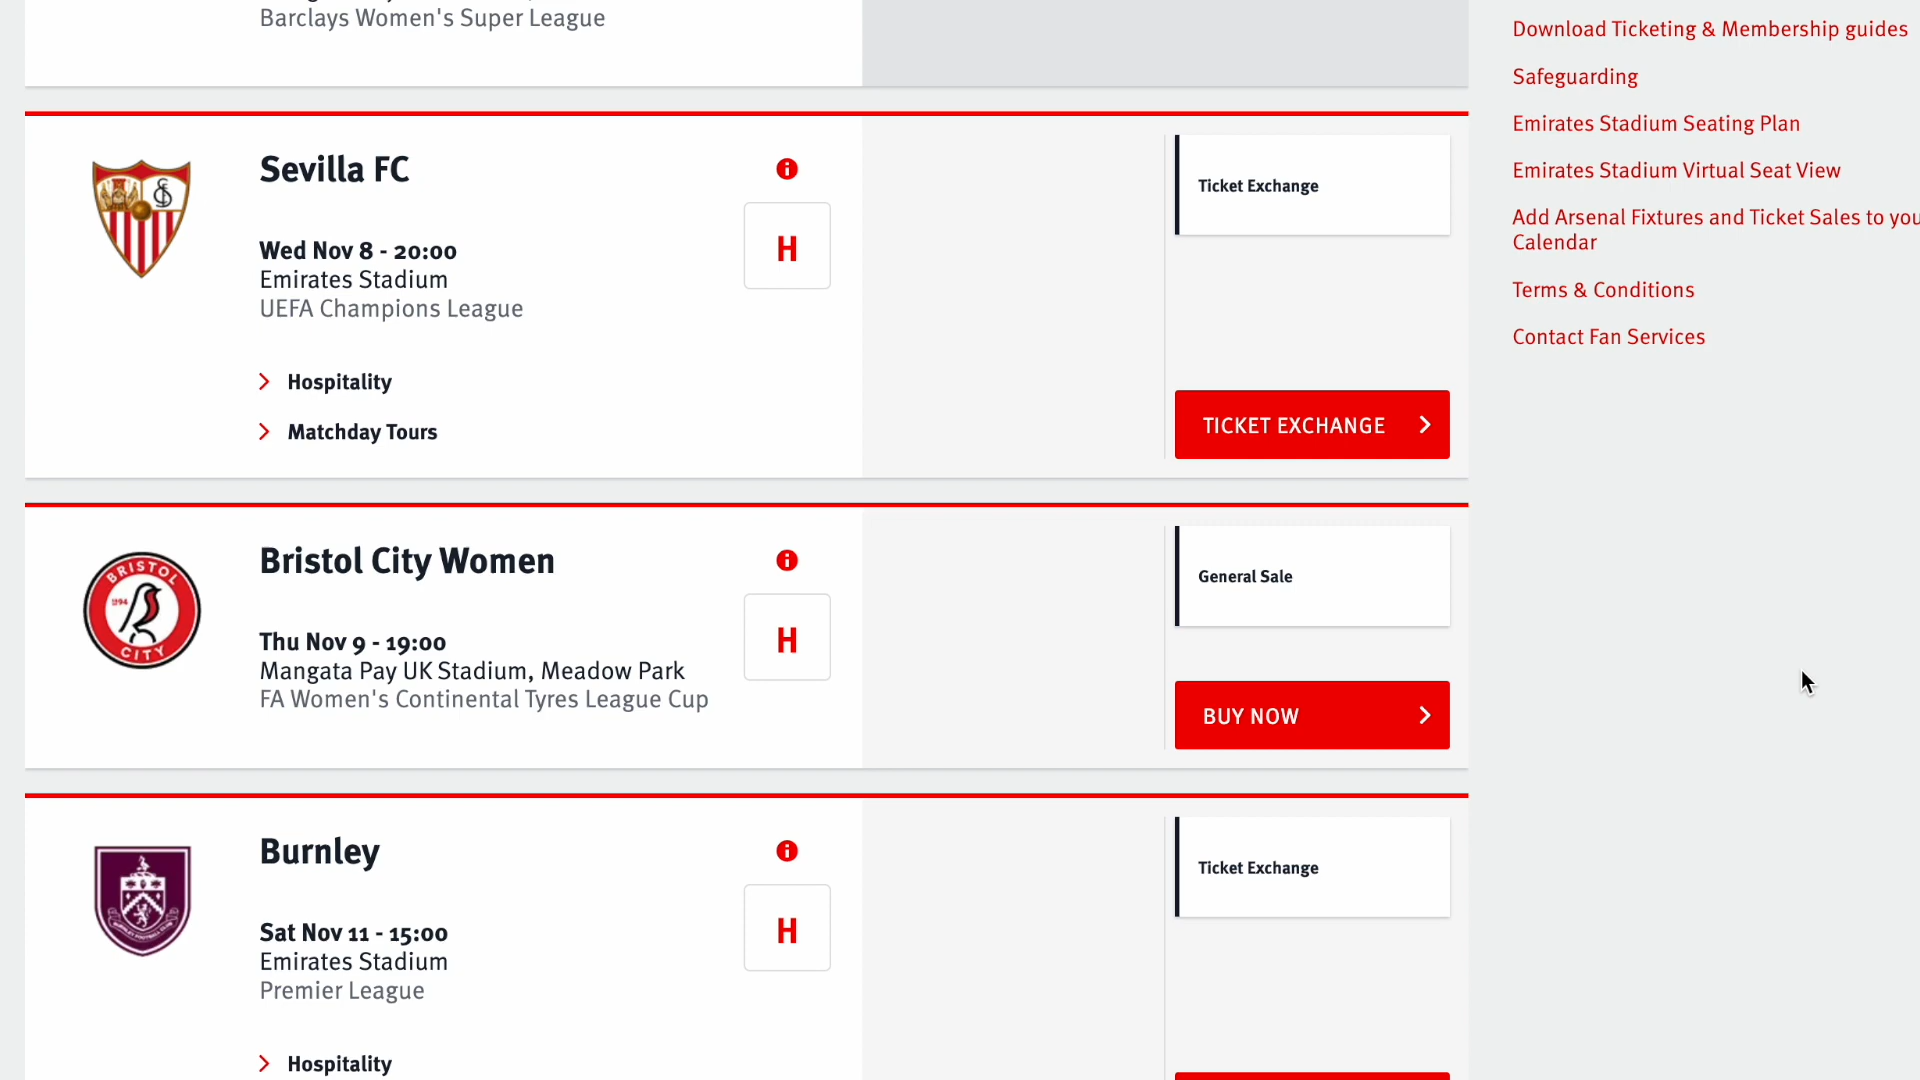 Barclays Women's Super League
Sevilla FC
Wed Nov 8 - 20:00
Emirates Stadium
UEFA Champions League
Hospitality
Matchday Tours
H
Ticket Exchange
TICKET EXCHANGE
BRISTOL
1894
CITY
Bristol City Women
Thu Nov 9 - 19:00
Mangata Pay UK Stadium, Meadow Park
FA Women's Continental Tyres League Cup
H
General Sale
BUY NOW
Burnley
Sat Nov 11 - 15:00
Emirates Stadium
Premier League
Hospitality
H
Ticket Exchange
Download Ticketing & Membership guides
Safeguarding
Emirates Stadium Seating Plan
Emirates Stadium Virtual Seat View
Add Arsenal Fixtures and Ticket Sales to you
Calendar
Terms & Conditions
Contact Fan Services